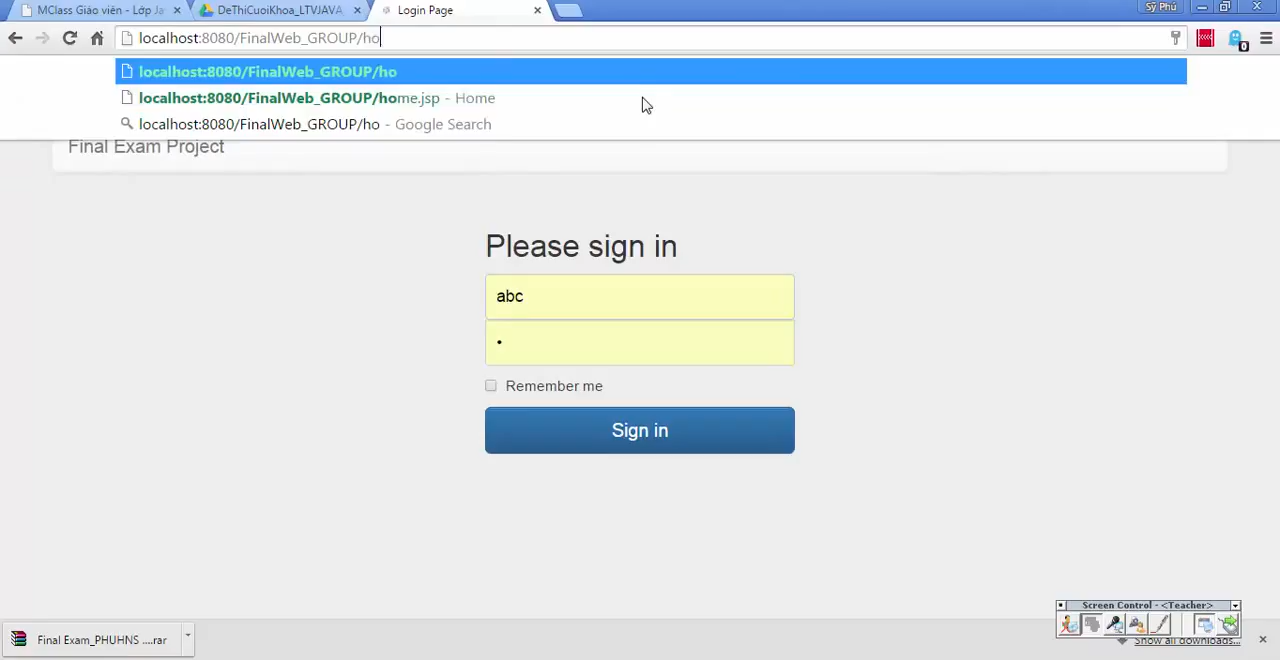 MClass Giáo viên - Lớp Ja
DeThiCuoiKhoa_LTVJAVA
Login Page
Sỹ Phú
localhost:8080/FinalWeb_GROUP/ho
localhost:8080/FinalWeb_GROUP/ho
localhost:8080/FinalWeb_GROUP/home.jsp - Home
localhost:8080/FinalWeb_GROUP/ho - Google Search
0
Final Exam Project
Please sign in
abc
Remember me
Sign in
Screen Control - <Teacher>
Final Exam_PHUHNS ....rar
Show all downloads...